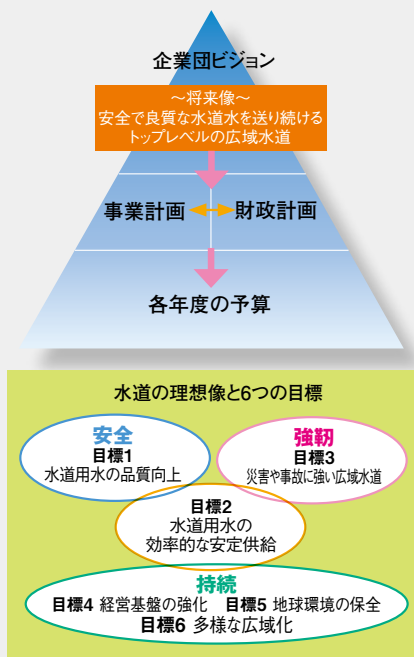 企業団ビジョン
～将来像～
安全で良質な水道水を送り続ける
トップレベルの広域水道
事業計画 財政計画
各年度の予算
水道の理想像と6つの目標
安全
目標1
水道用水の品質向上
強靭
目標3
災害や事故に強い広域水道
目標2
水道用水の
効率的な安定供給
持続
目標4 経営基盤の強化 目標5 地球環境の保全
目標6 多様な広域化